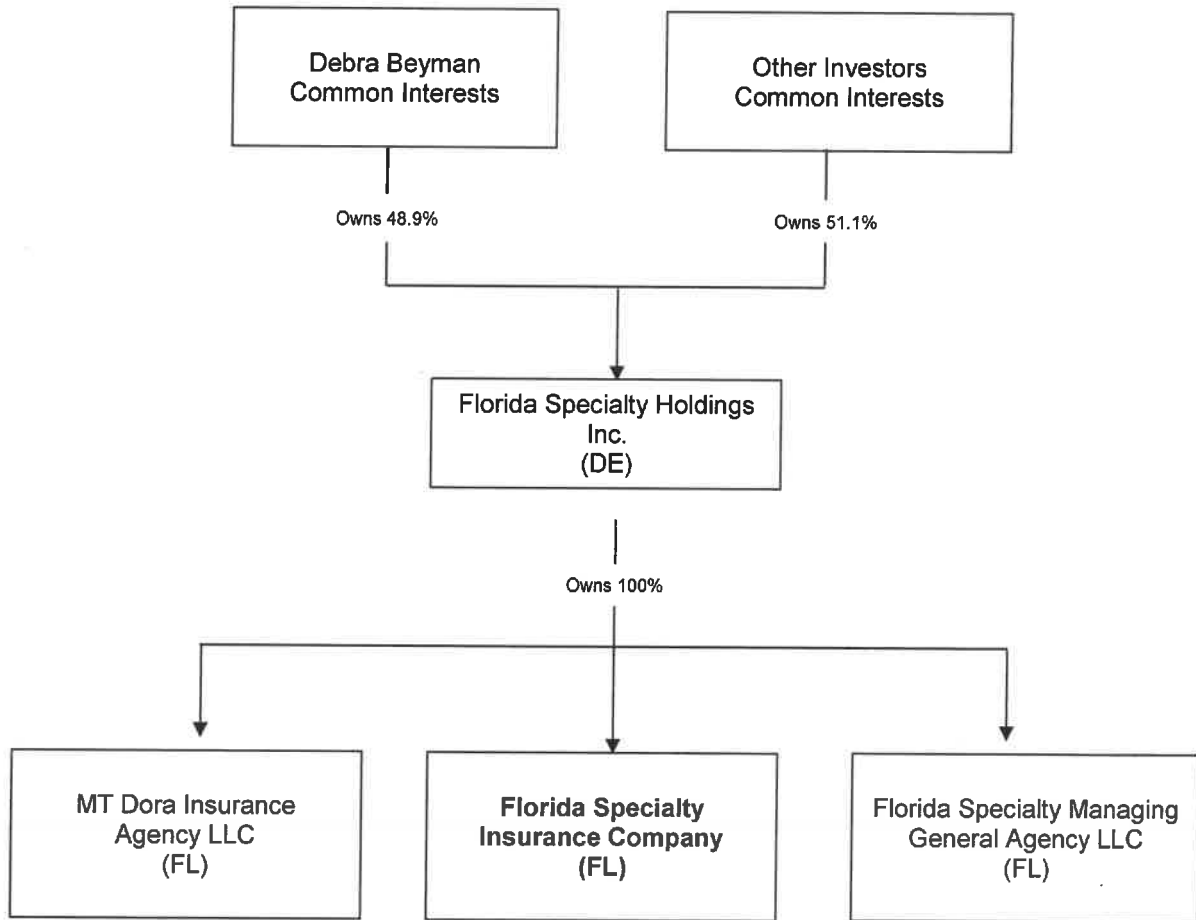 Debra Beyman
Common Interests
Other Investors
Common Interests
Owns 48.9%
Owns 51.1%
Florida Specialty Holdings
Inc.
(DE)
Owns 100%
MT Dora Insurance
Agency LLC
(FL)
Florida Specialty
Insurance Company
(FL)
Florida Specialty Managing
General Agency LLC
(FL)